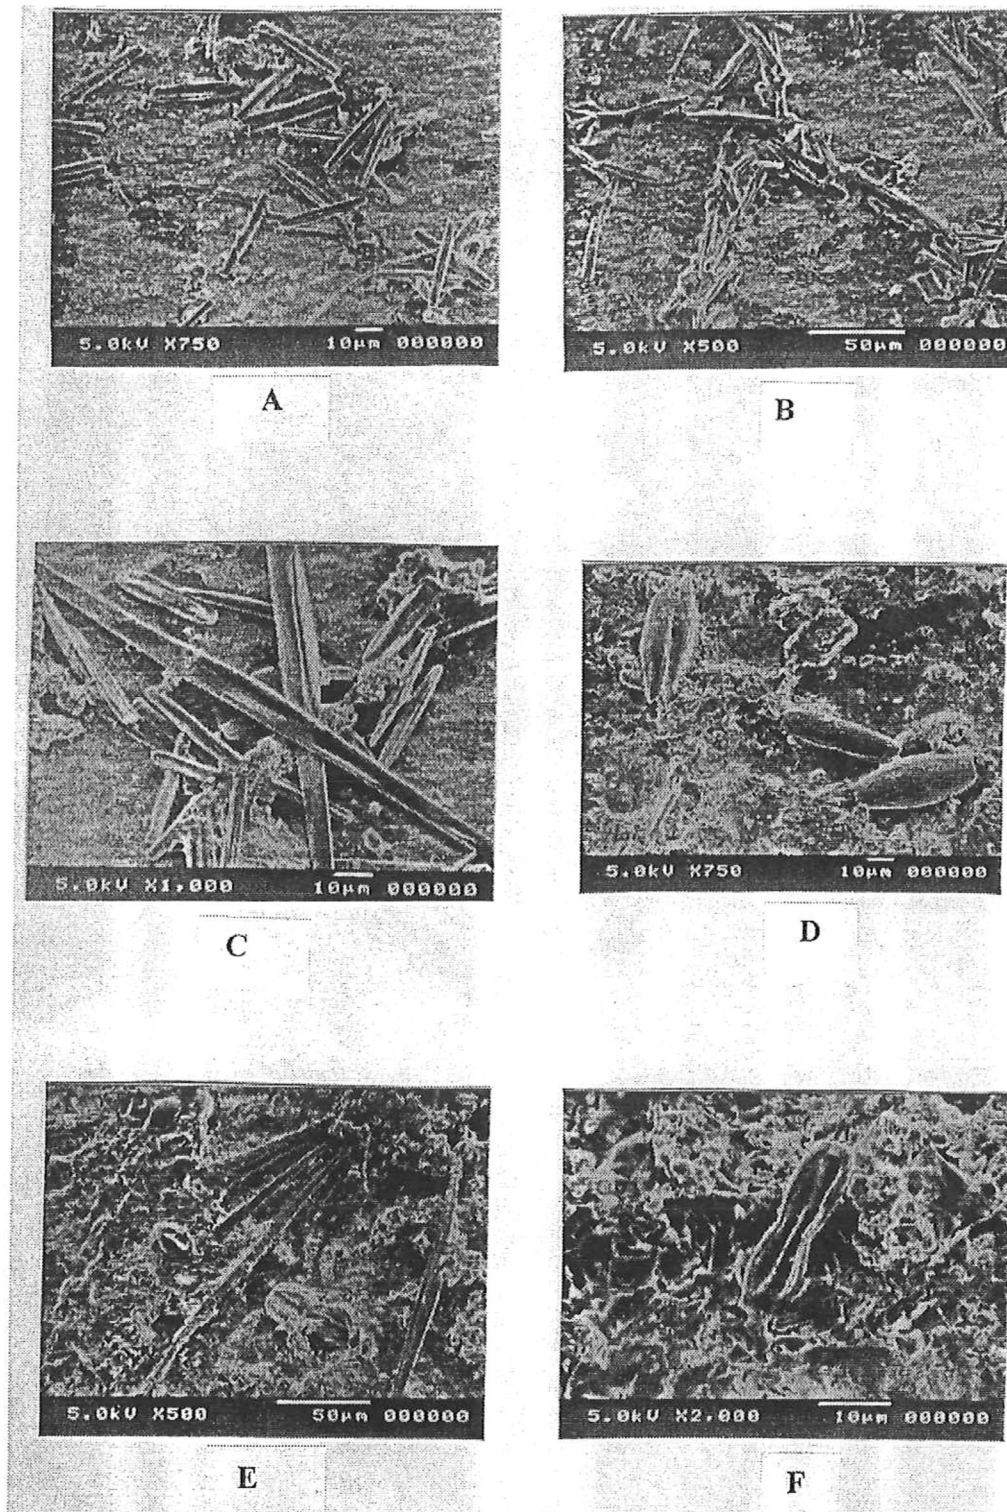 5.0kV X750 10µm 000000
5.0kV X500 50µm 000000
A
B
5.0kV X1,000 10µm 000000
5.0kV X750 10µm 000000
C
D
5.0kV X500 50µm 000000
5.0kV X2,000 10µm 000000
E
F